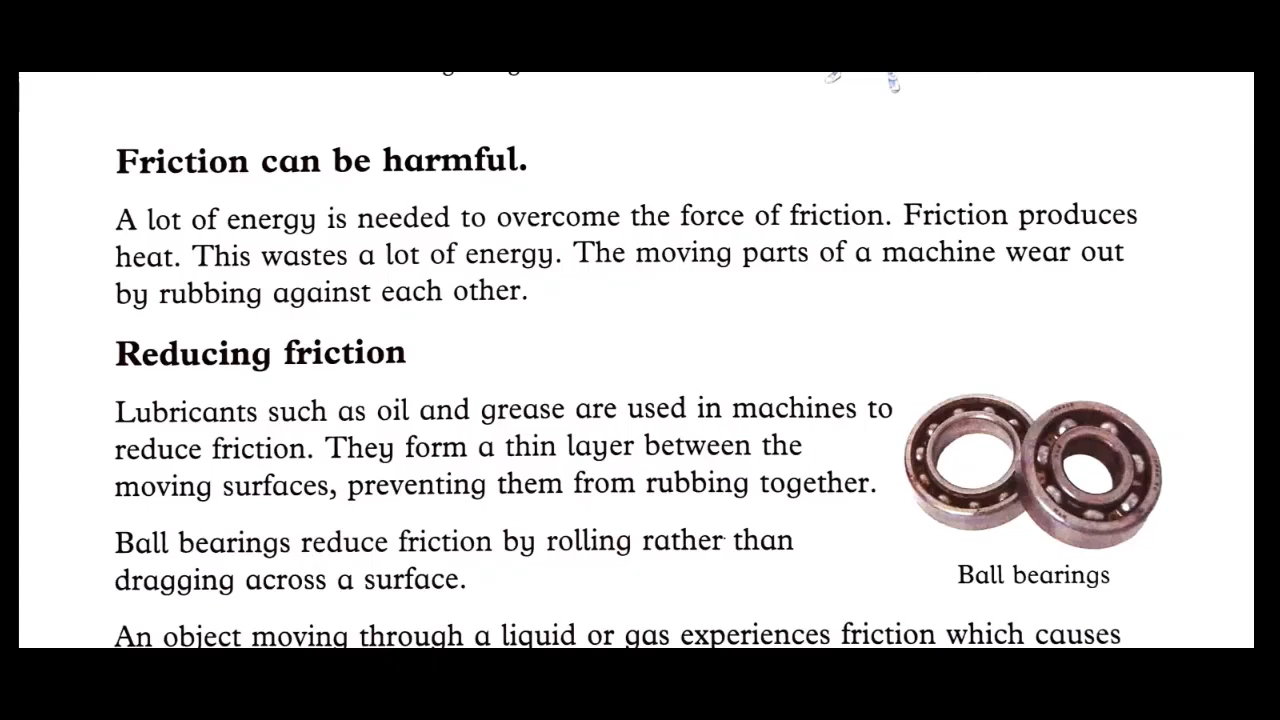 Friction can be harmful.
A lot of energy is needed to overcome the force of friction. Friction produces
heat. This wastes a lot of energy. The moving parts of a machine wear out
by rubbing against each other.
Reducing friction
Lubricants such as oil and grease are used in machines to
reduce friction. They form a thin layer between the
moving surfaces, preventing them from rubbing together.
Ball bearings reduce friction by rolling rather than
dragging across a surface.
Ball bearings
An object moving through a liquid or gas experiences friction which causes